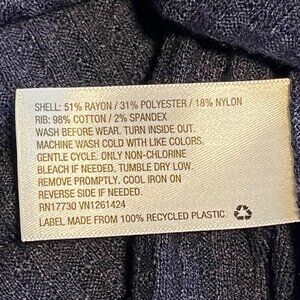 SHELL: 51% RAYON / 31% POLYESTER / 18% NYLON
RIB: 98% COTTON / 2% SPANDEX
WASH BEFORE WEAR. TURN INSIDE OUT.
MACHINE WASH COLD WITH LIKE COLORS.
GENTLE CYCLE. ONLY NON-CHLORINE
BLEACH IF NEEDED. TUMBLE DRY LOW.
REMOVE PROMPTLY. COOL IRON ON
REVERSE SIDE IF NEEDED.
RN17730 VN1261424
LABEL MADE FROM 100% RECYCLED PLASTIC